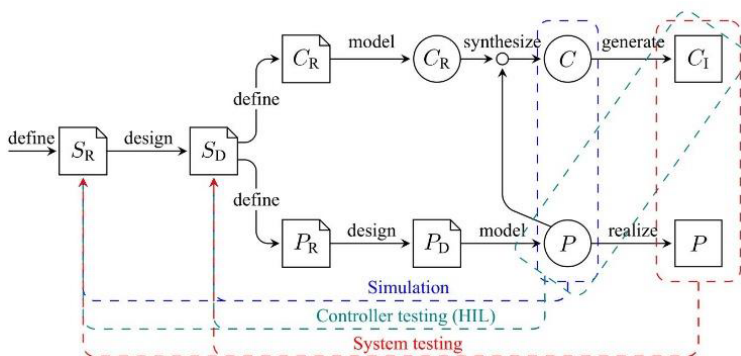 model
synthesize
generate
C_R
C_R
C
C_I
define
define
design
S_R
S_D
define
design
model
realize
P_R
P_D
P
P
Simulation
Controller testing (HIL)
System testing